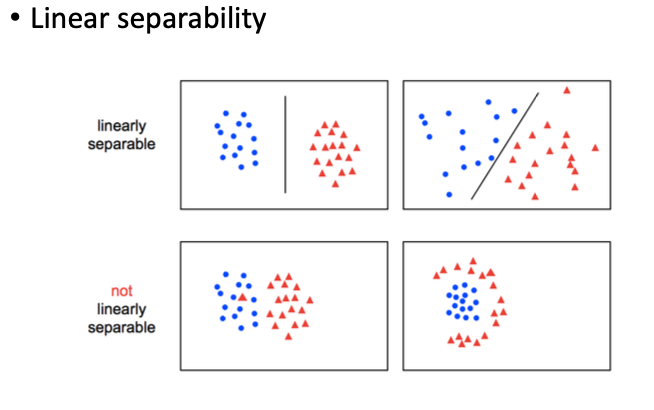 • Linear separability
linearly
separable
not
linearly
separable